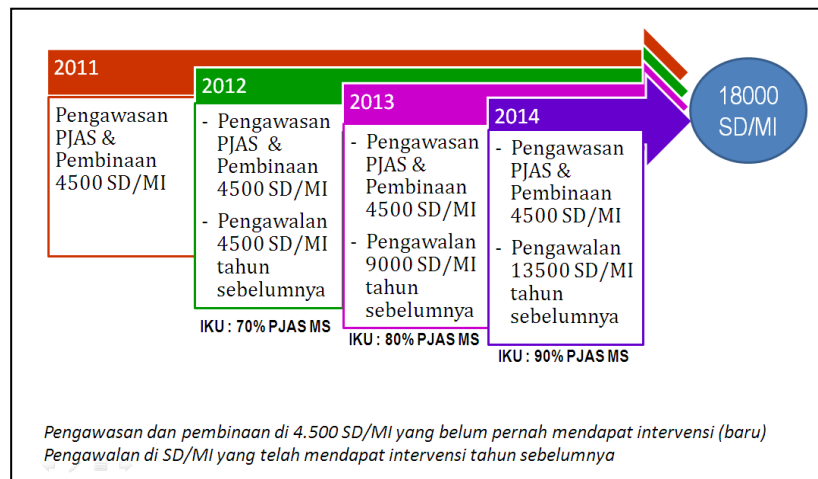 2011
Pengawasan
PJAS &
Pembinaan
4500 SD/MI
2012
- Pengawasan
PJAS &
Pembinaan
4500 SD/MI
- Pengawalan
4500 SD/MI
tahun
sebelumnya
IKU : 70% PJAS MS
2013
- Pengawasan
PJAS &
Pembinaan
4500 SD/MI
- Pengawalan
9000 SD/MI
tahun
sebelumnya
IKU : 80% PJAS MS
2014
- Pengawasan
PJAS &
Pembinaan
4500 SD/MI
- Pengawalan
13500 SD/MI
tahun
sebelumnya
IKU : 90% PJAS MS
18000
SD/MI
Pengawasan dan pembinaan di 4.500 SD/MI yang belum pernah mendapat intervensi (baru)
Pengawalan di SD/MI yang telah mendapat intervensi tahun sebelumnya